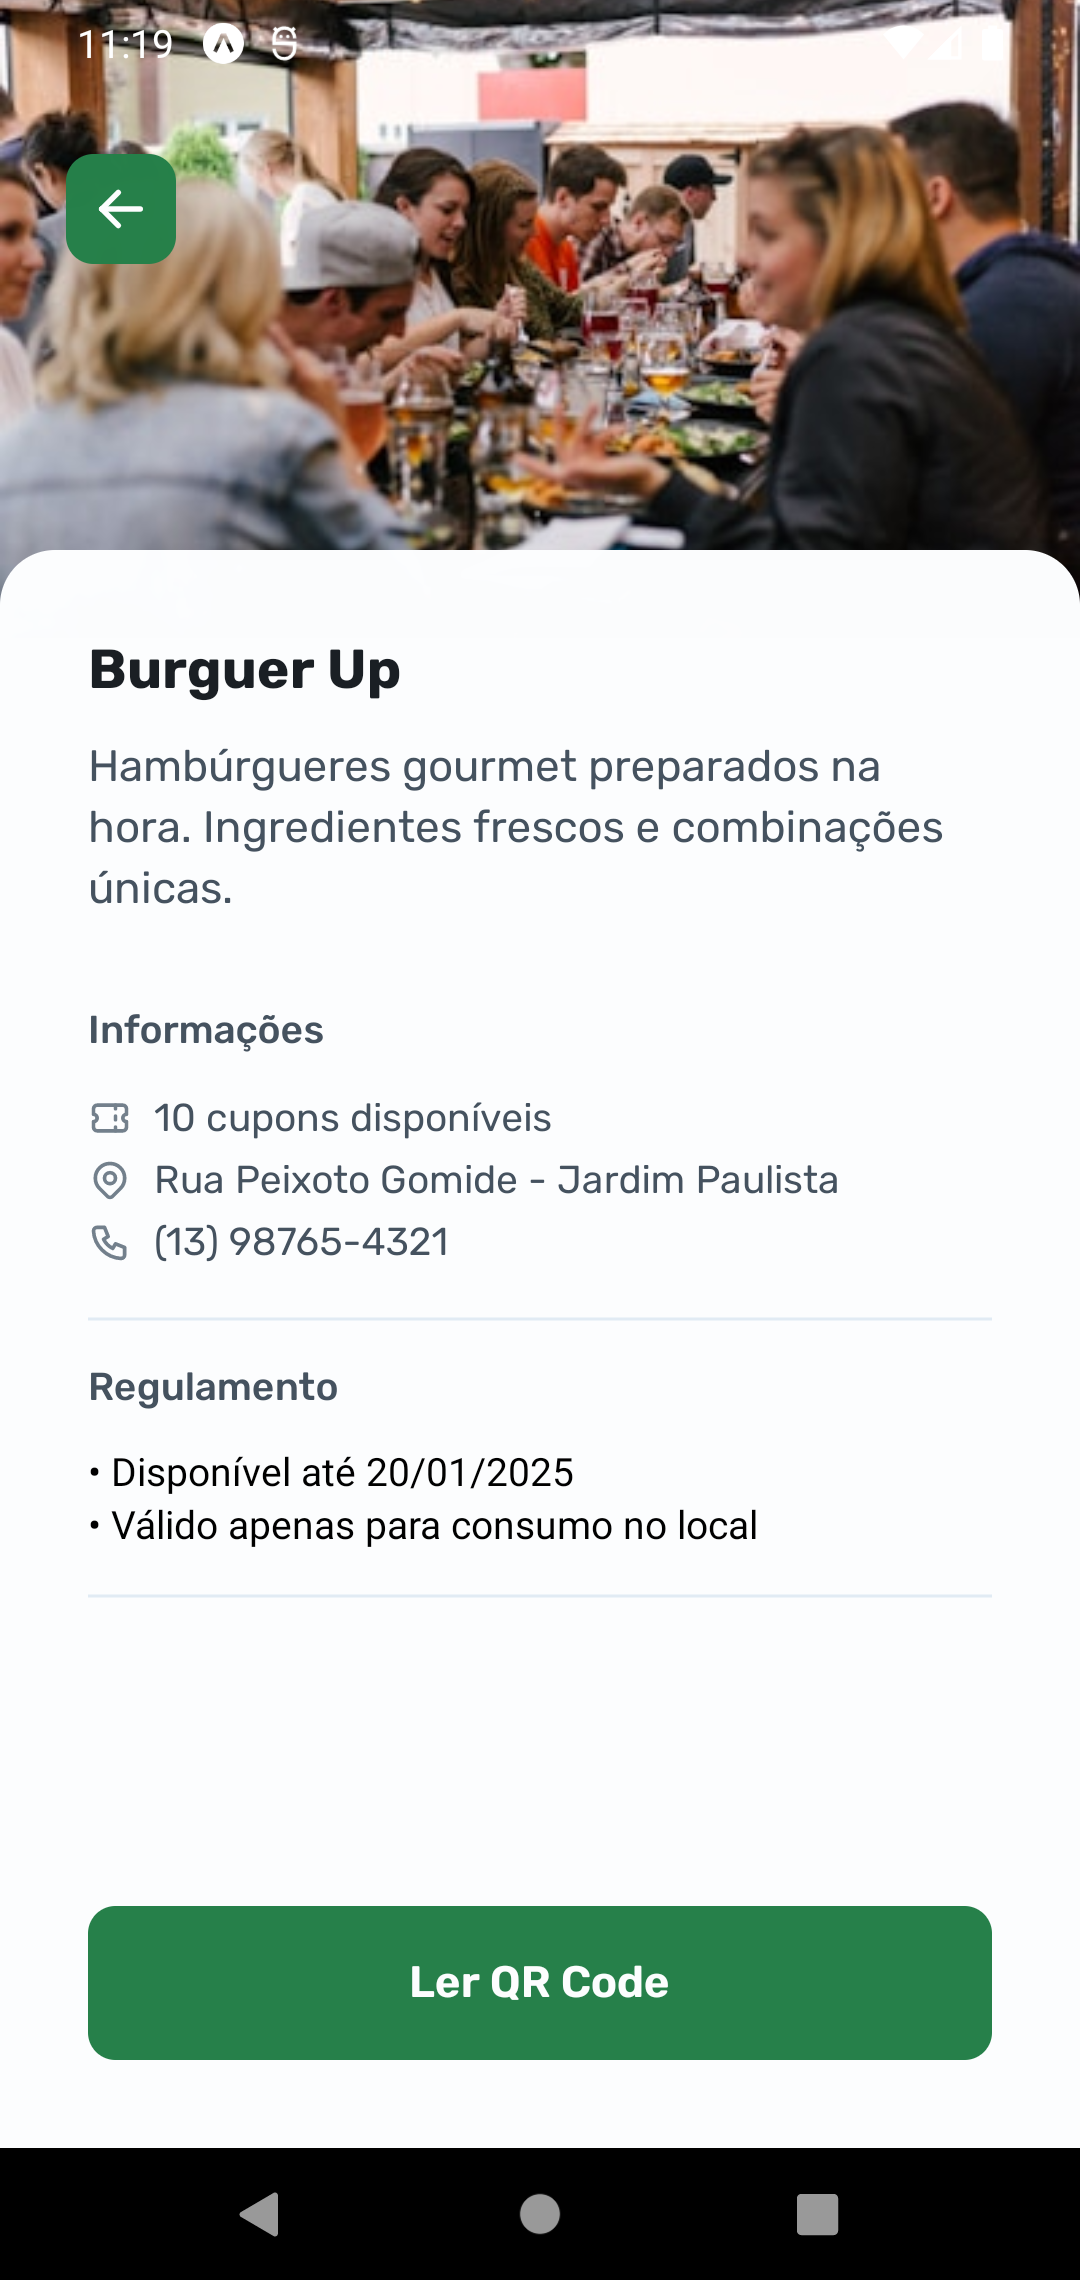 11:19
Burguer Up
Hambúrgueres gourmet preparados na
hora. Ingredientes frescos e combinações
únicas.
Informações
10 cupons disponíveis
Rua Peixoto Gomide - Jardim Paulista
(13) 98765-4321
Regulamento
• Disponível até 20/01/2025
• Válido apenas para consumo no local
Ler QR Code